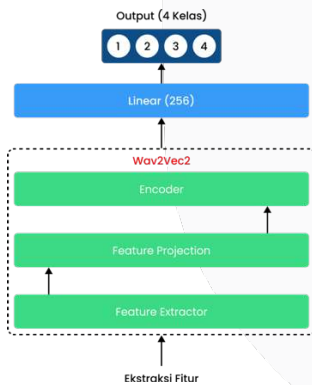 Output (4 Kelas)
1 2 3 4
Linear (256)
Wav2Vec2
Encoder
Feature Projection
Feature Extractor
Ekstraksi Fitur